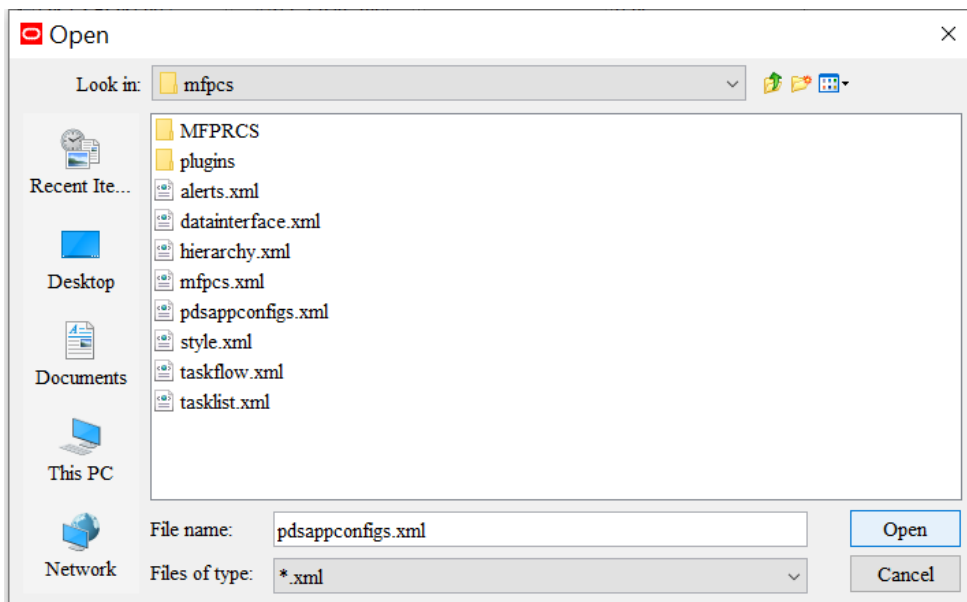 Open
Look in: mfpcs
MFPRCS
plugins
alerts.xml
datainterface.xml
hierarchy.xml
mfpcs.xml
pdsappconfigs.xml
style.xml
taskflow.xml
tasklist.xml
Recent Ite...
Desktop
Documents
This PC
Network
File name: pdsappconfigs.xml Open
Files of type: *.xml Cancel